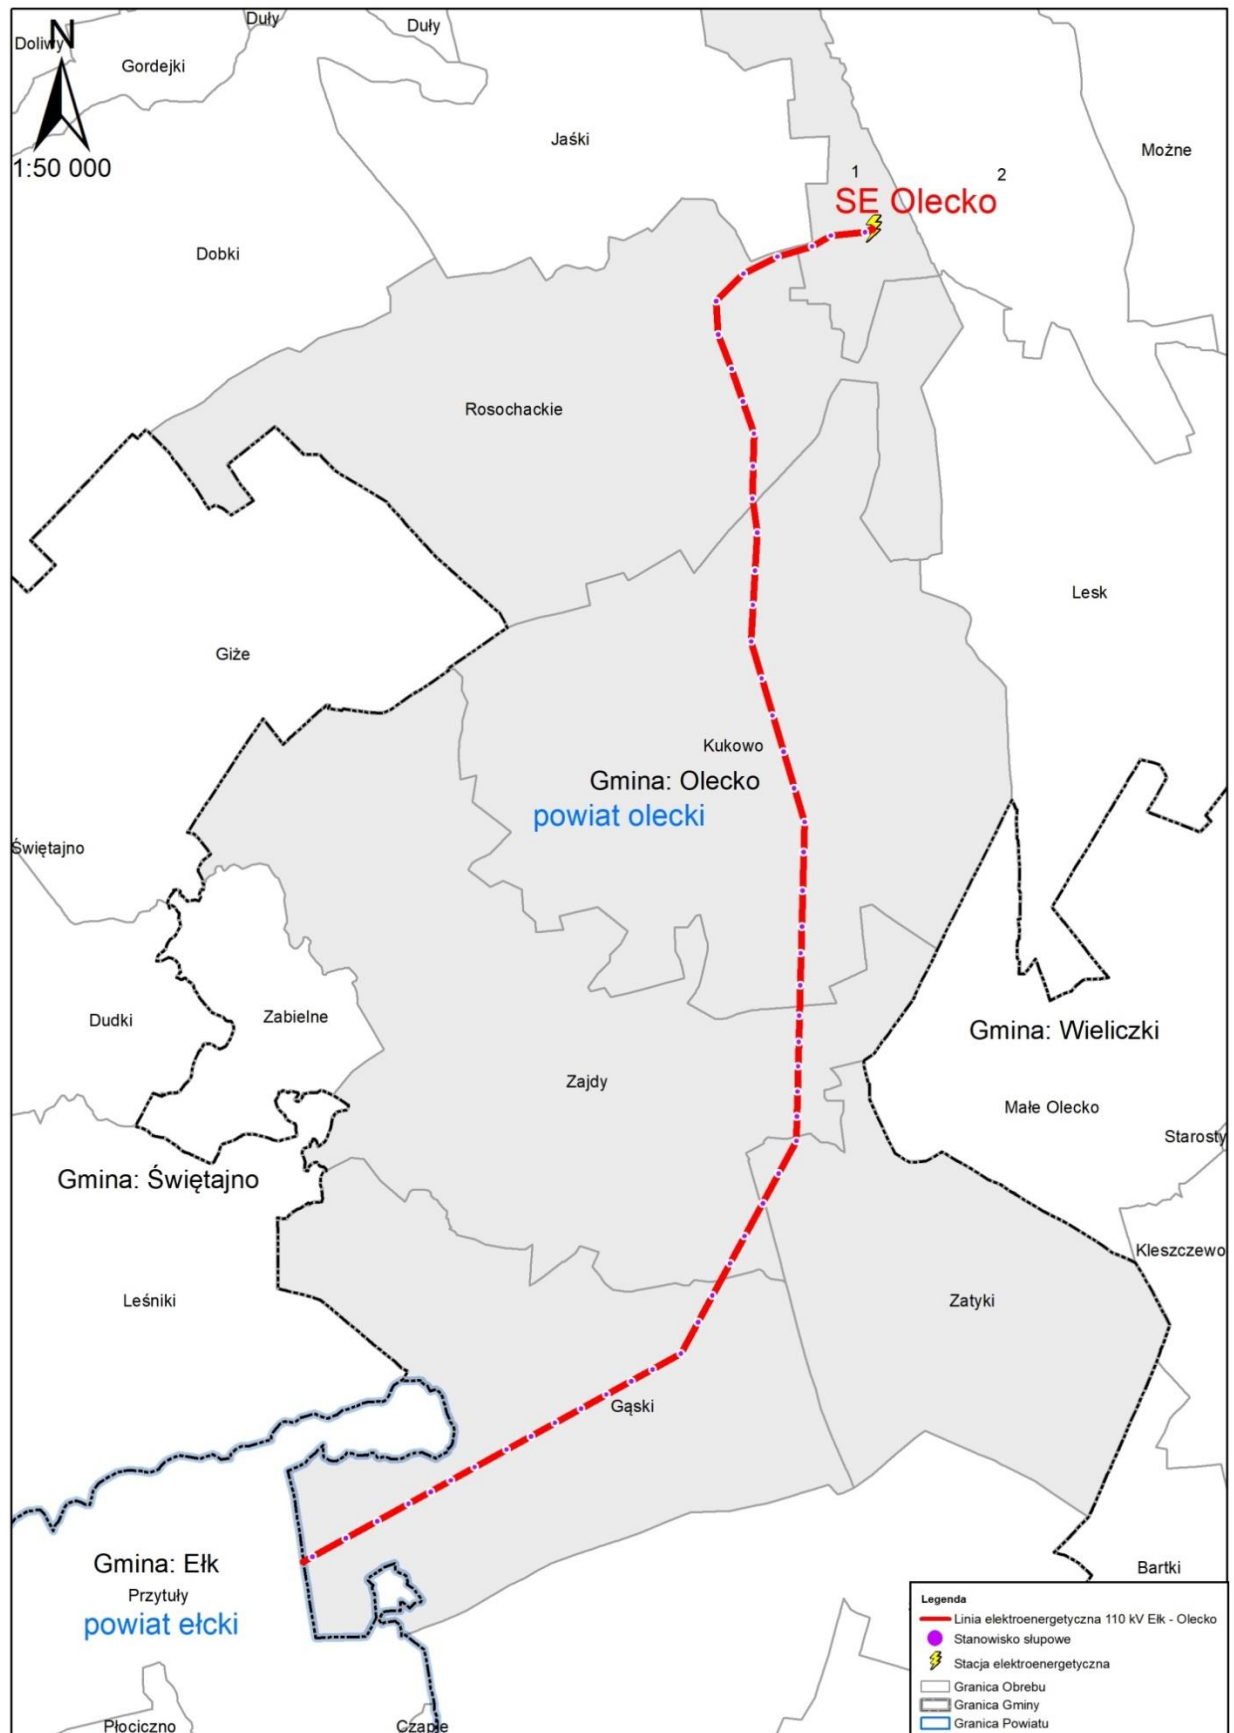 Duły
Duły
Doliwy
N
Gordejki
1:50 000
Jaśki
Możne
1
2
SE Olecko
Dobki
Rosochackie
Lesk
Giże
Kukowo
Gmina: Olecko
powiat olecki
Świętajno
Dudki
Zabielne
Gmina: Wieliczki
Zajdy
Małe Olecko
Starosty
Gmina: Świętajno
Kleszczewo
Leśniki
Zatyki
Gąski
Gmina: Ełk
Przytuły
powiat ełcki
Bartki
Płociczno
Czaple
Legenda
Linia elektroenergetyczna 110 kV Ełk - Olecko
Stanowisko słupowe
Stacja elektroenergetyczna
Granica Obrebu
Granica Gminy
Granica Powiatu